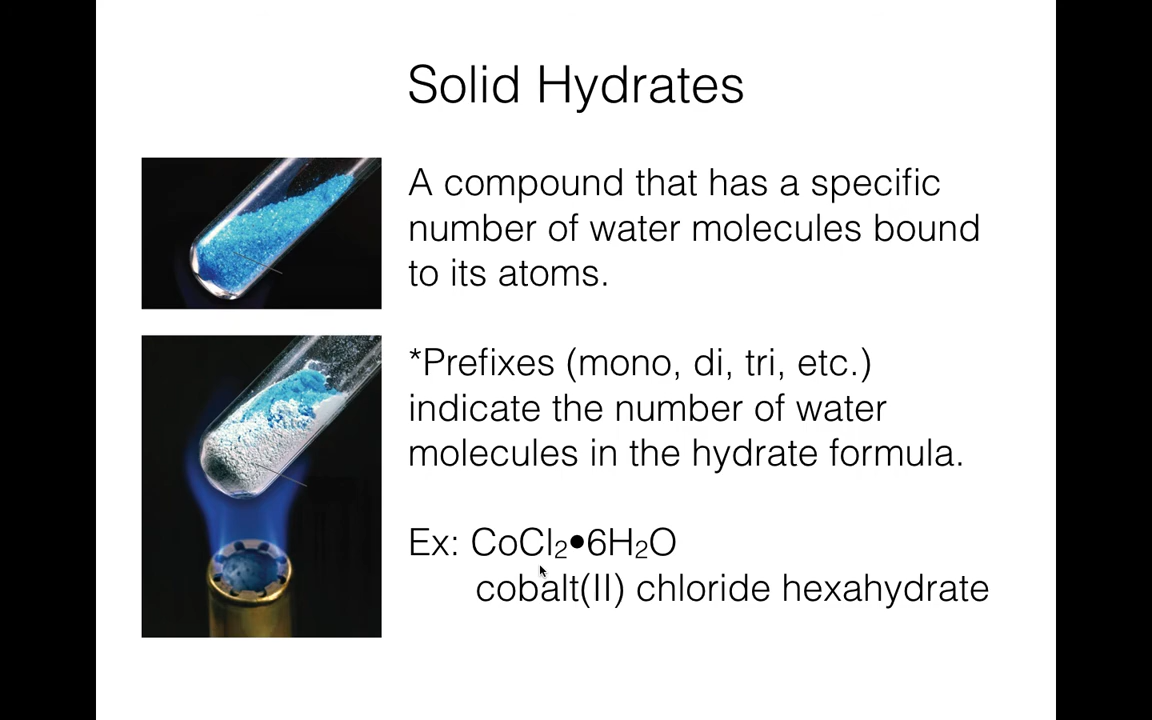 Solid Hydrates
A compound that has a specific
number of water molecules bound
to its atoms.
*Prefixes (mono, di, tri, etc.)
indicate the number of water
molecules in the hydrate formula.
Ex: CoCl₂•6H₂O
cobalt(II) chloride hexahydrate